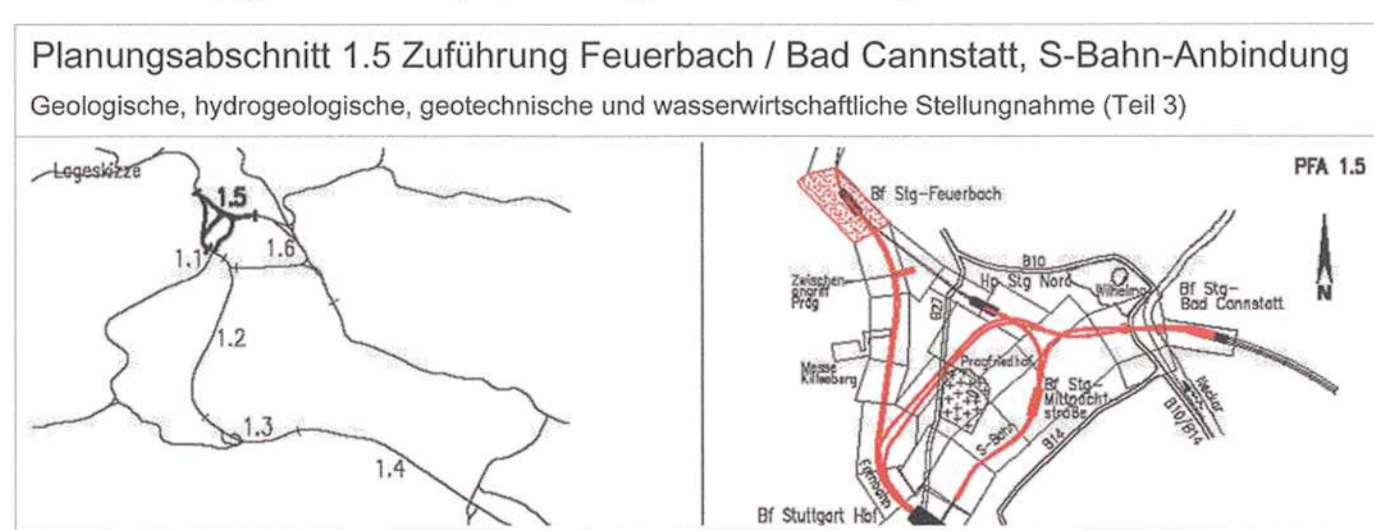 Planungsabschnitt 1.5 Zuführung Feuerbach / Bad Cannstatt, S-Bahn-Anbindung
Geologische, hydrogeologische, geotechnische und wasserwirtschaftliche Stellungnahme (Teil 3)
Lageskizze
1.5
1.1
1.6
1.2
1.3
1.4
PFA 1.5
Bf Stg-Feuerbach
N
Zwischen-
angriff
Prag
B10
Hp Stg Nord
Wilhelma
Bf Stg-
Bad Cannstatt
B27
Messe
Killesberg
Pragfriedhof
Bf Stg-
Mittnacht-
straße
Neckar
B10/B14
S-Bahn
B14
Fernbahn
Bf Stuttgart Hbf